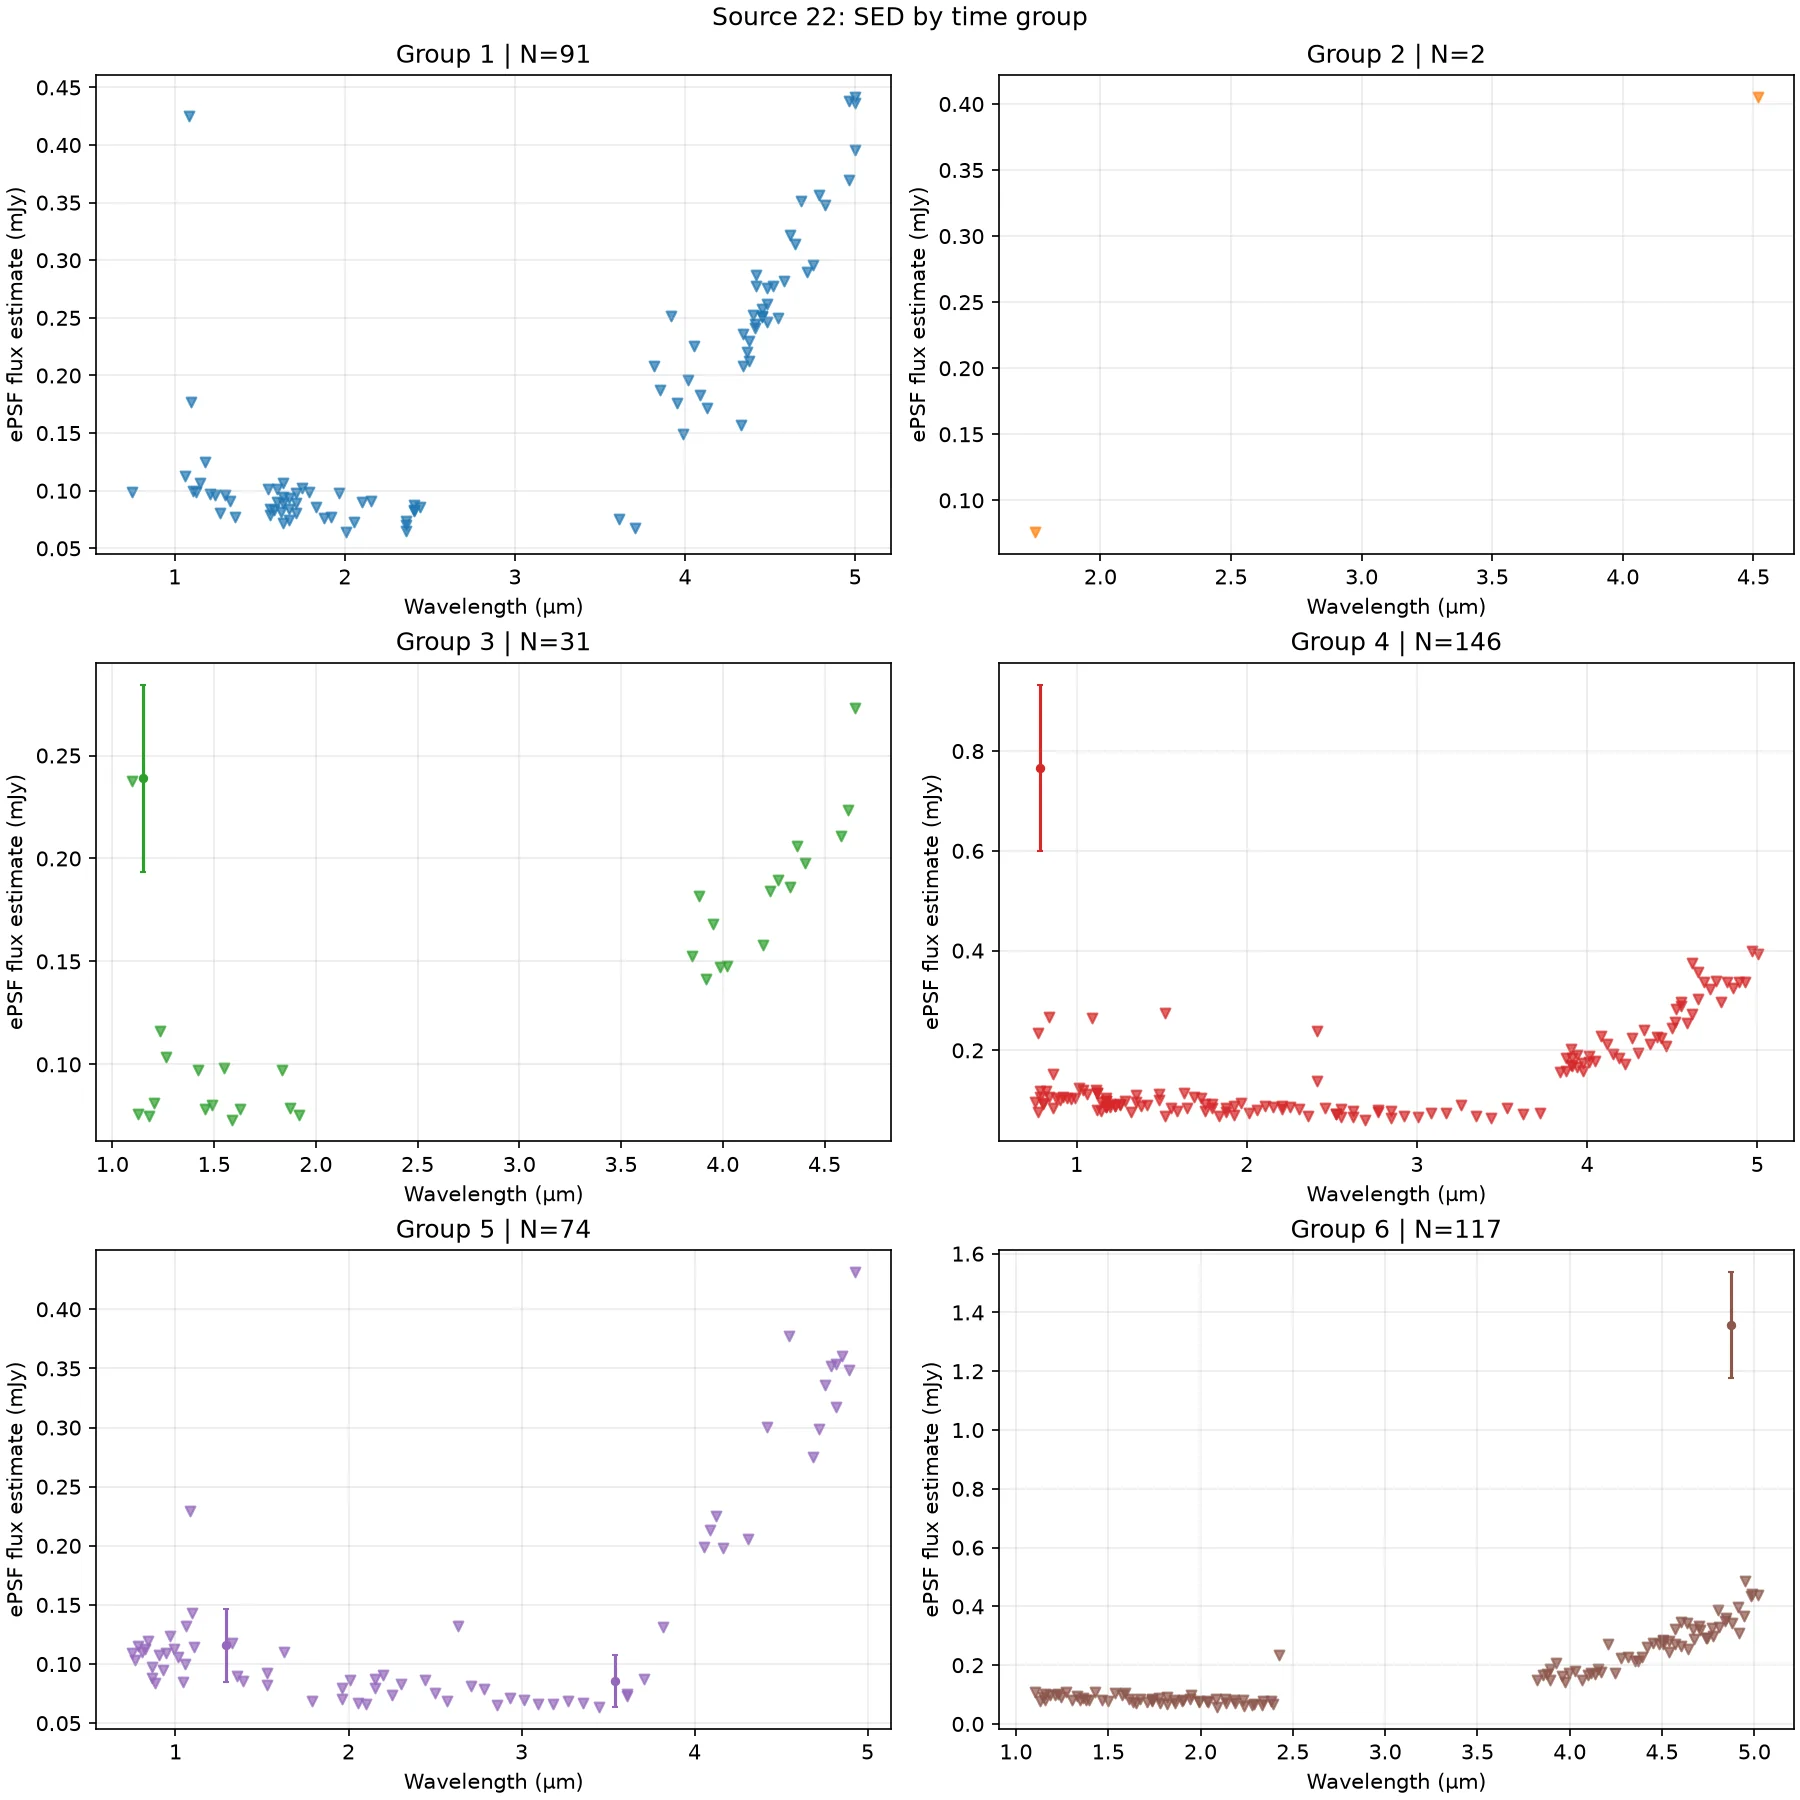 Source 22: SED by time group
Group 1 | N=91
ePSF flux estimate (mJy)
0.45
0.40
0.35
0.30
0.25
0.20
0.15
0.10
0.05
1 2 3 4 5
Wavelength (µm)
Group 2 | N=2
ePSF flux estimate (mJy)
0.40
0.35
0.30
0.25
0.20
0.15
0.10
2.0 2.5 3.0 3.5 4.0 4.5
Wavelength (µm)
Group 3 | N=31
ePSF flux estimate (mJy)
0.25
0.20
0.15
0.10
1.0 1.5 2.0 2.5 3.0 3.5 4.0 4.5
Wavelength (µm)
Group 4 | N=146
ePSF flux estimate (mJy)
0.8
0.6
0.4
0.2
1 2 3 4 5
Wavelength (µm)
Group 5 | N=74
ePSF flux estimate (mJy)
0.40
0.35
0.30
0.25
0.20
0.15
0.10
0.05
1 2 3 4 5
Wavelength (µm)
Group 6 | N=117
ePSF flux estimate (mJy)
1.6
1.4
1.2
1.0
0.8
0.6
0.4
0.2
0.0
1.0 1.5 2.0 2.5 3.0 3.5 4.0 4.5 5.0
Wavelength (µm)